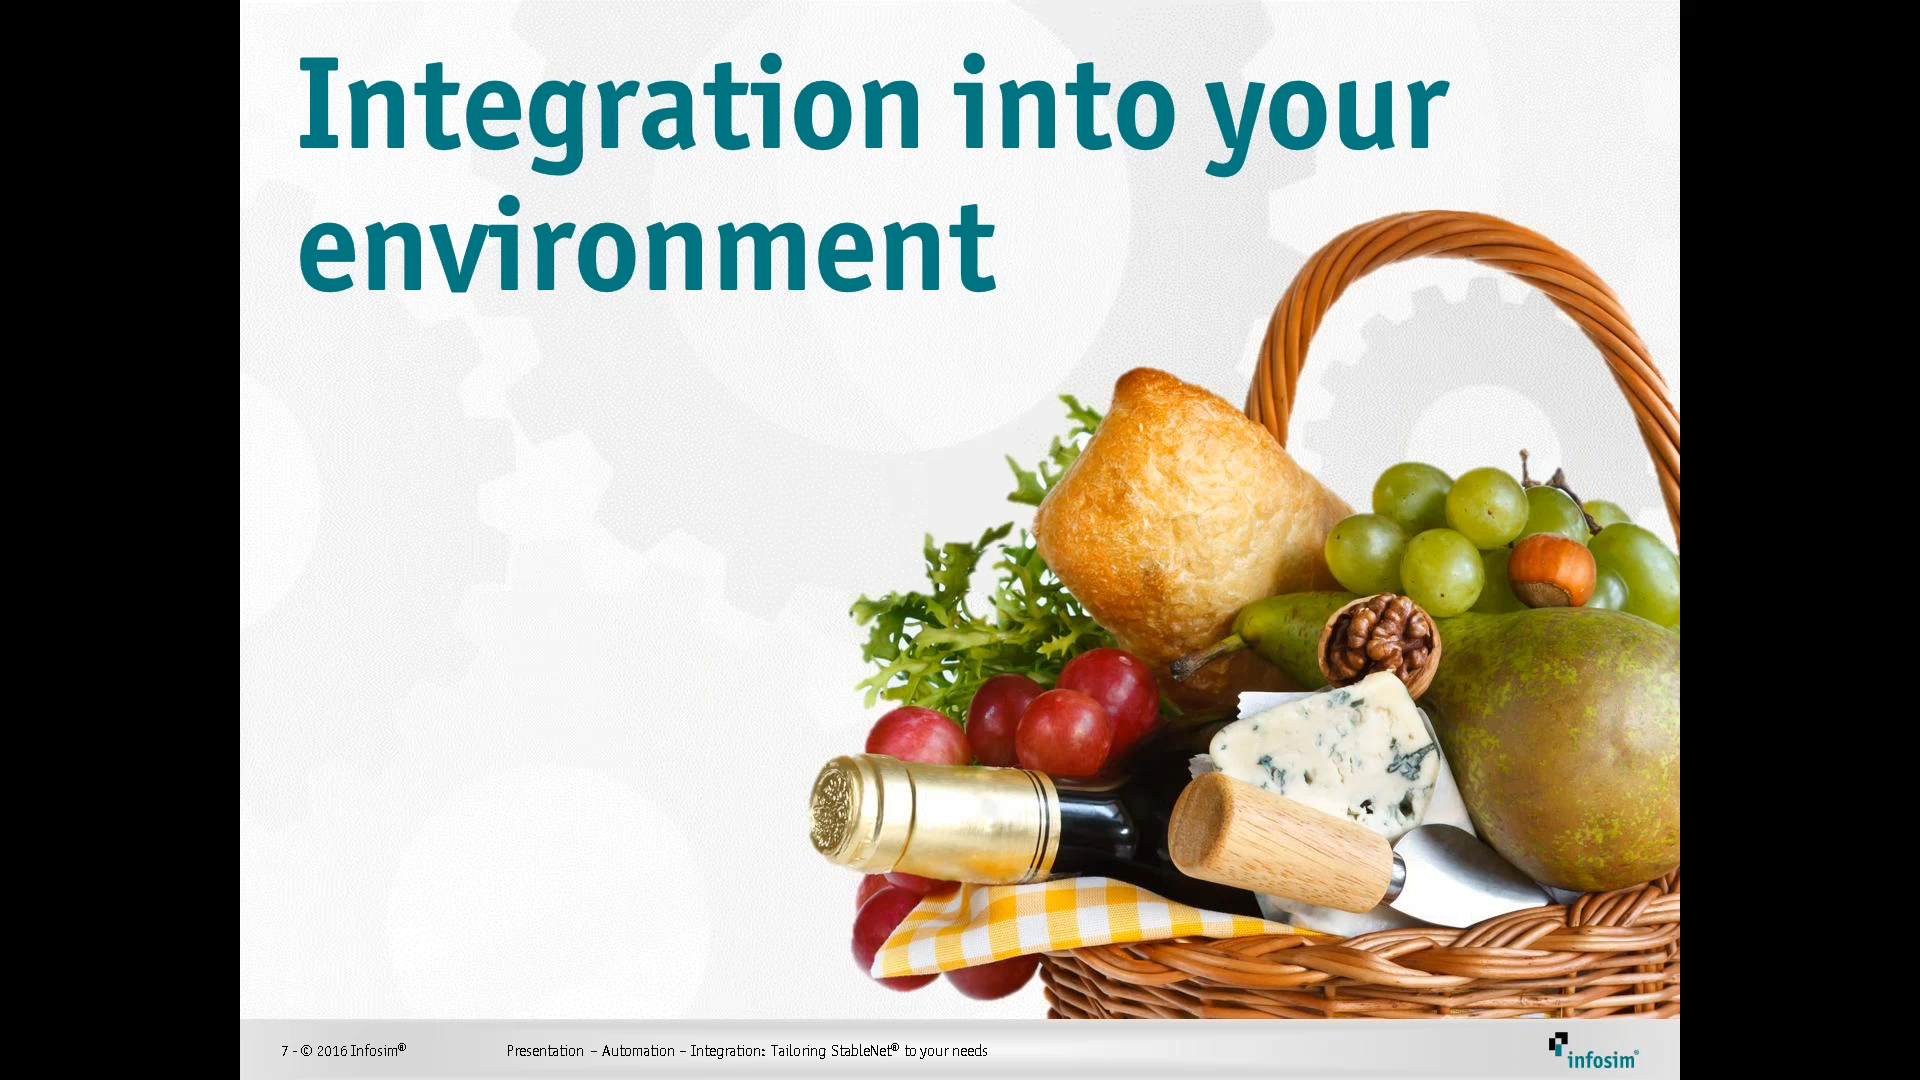 Integration into your
environment
7 - © 2016 Infosim®
Presentation – Automation – Integration: Tailoring StableNet® to your needs
infosim®